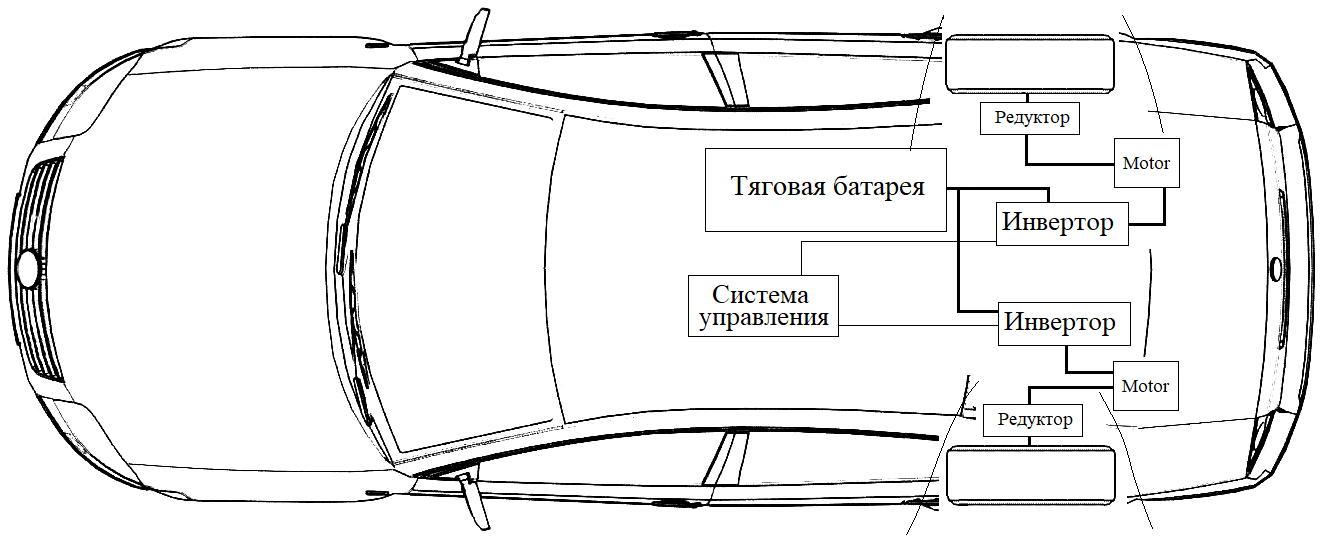 Редуктор
Motor
Тяговая батарея
Инвертор
Система
управления
Инвертор
Motor
Редуктор